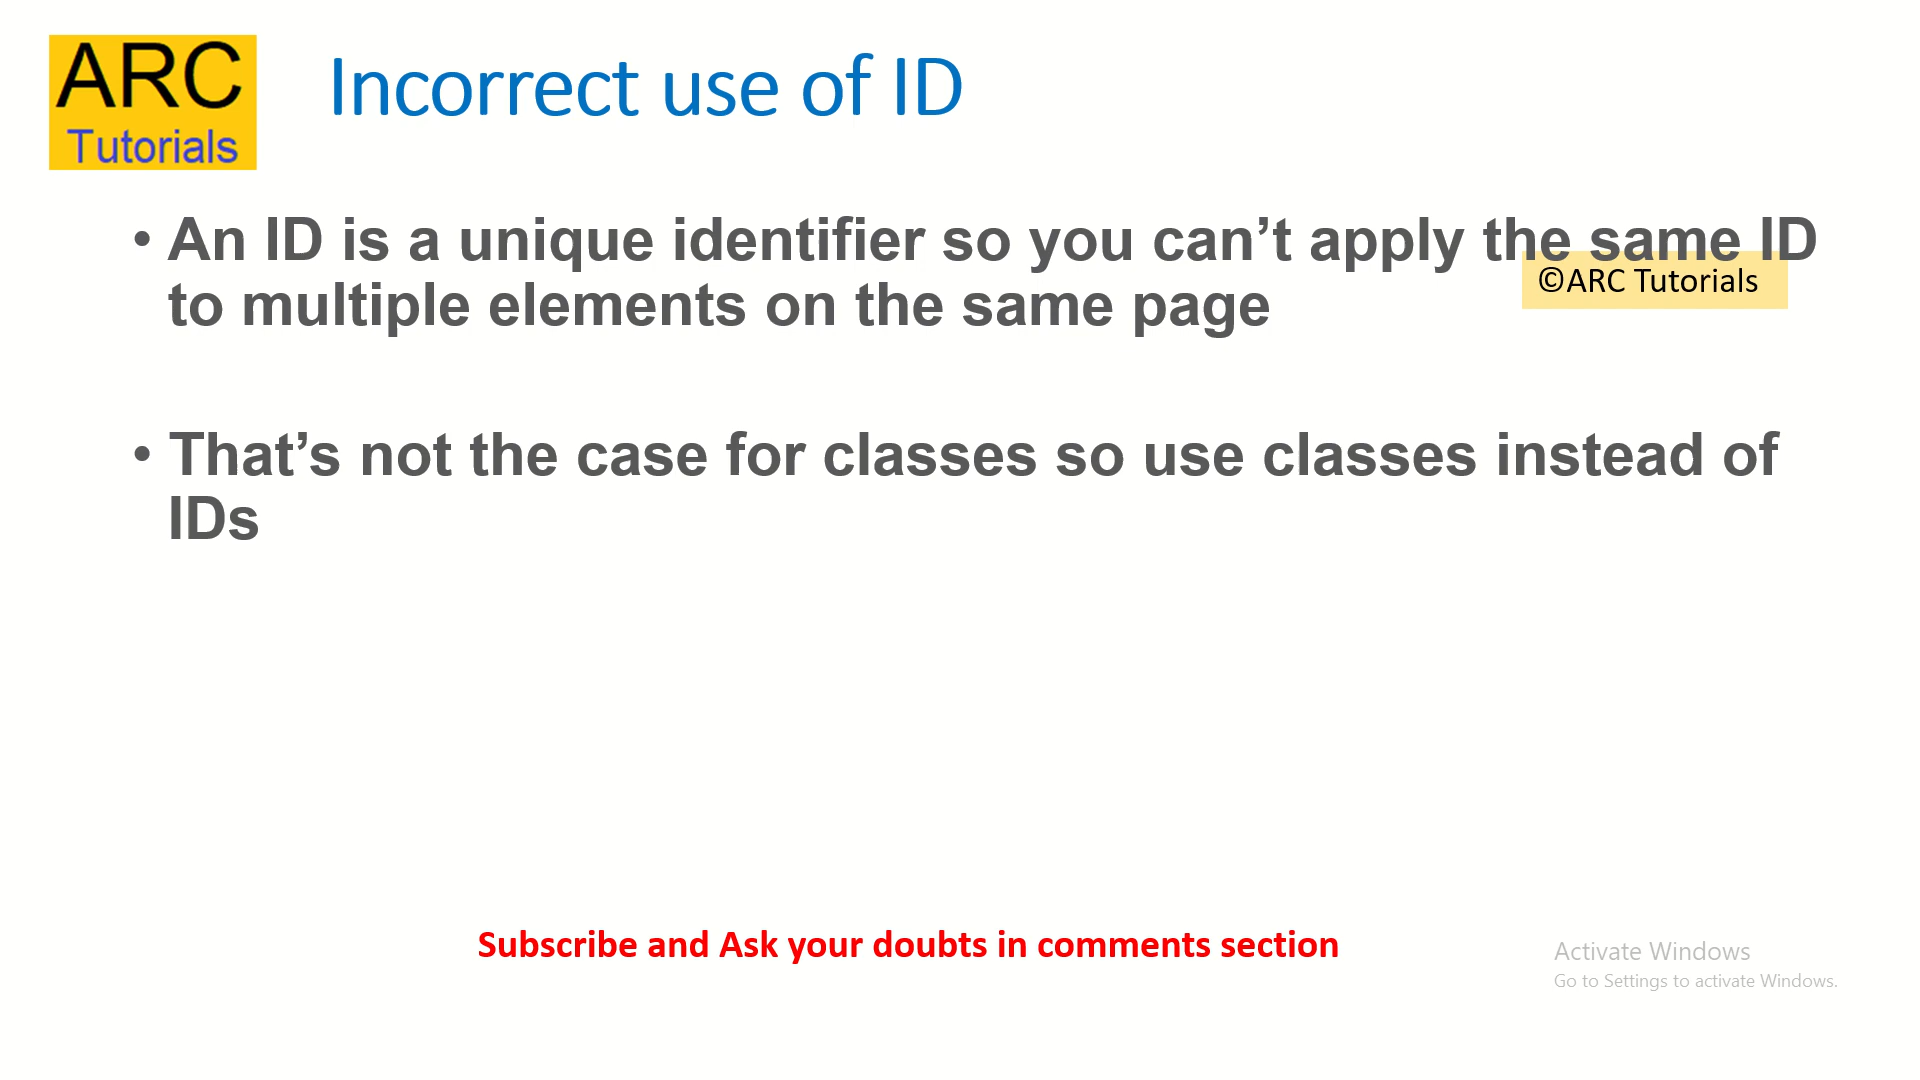 ARC
Tutorials
Incorrect use of ID
• An ID is a unique identifier so you can’t apply the same ID
to multiple elements on the same page
©ARC Tutorials
• That’s not the case for classes so use classes instead of
IDs
Subscribe and Ask your doubts in comments section
Activate Windows
Go to Settings to activate Windows.